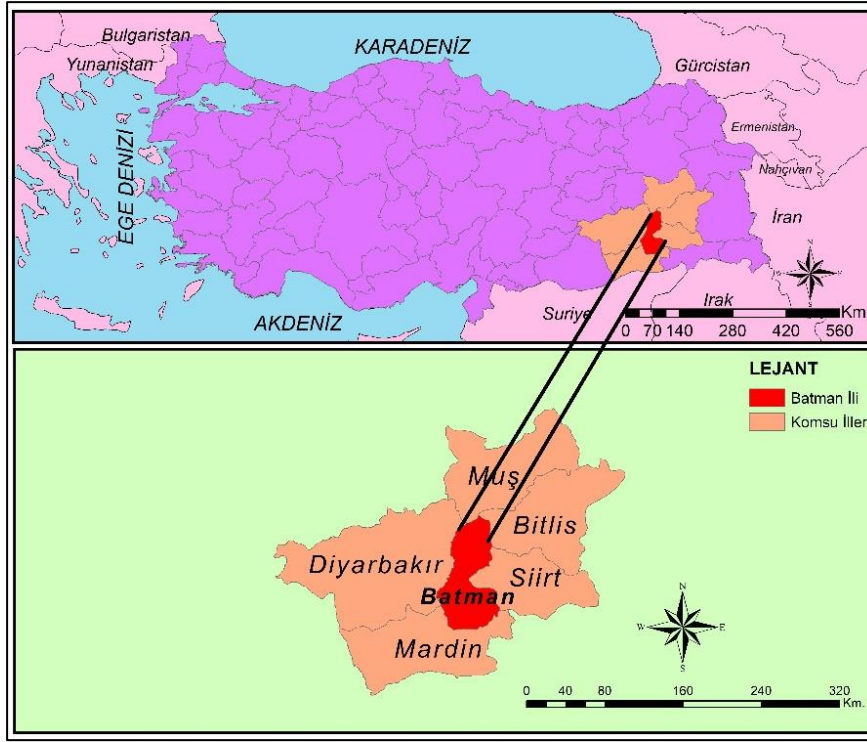 Bulgaristan
KARADENİZ
Yunanistan
Gürcistan
Ermenistan
Nahçıvan
EGE DENİZİ
İran
N
S
Suriye
Irak
AKDENİZ
Km.
0 70 140 280 420 560
LEJANT
Batman İli
Komsu İller
Muş
Bitlis
Diyarbakır
Siirt
Batman
Mardin
N
W E
S
0 20 40 80 160 240 320
Km.